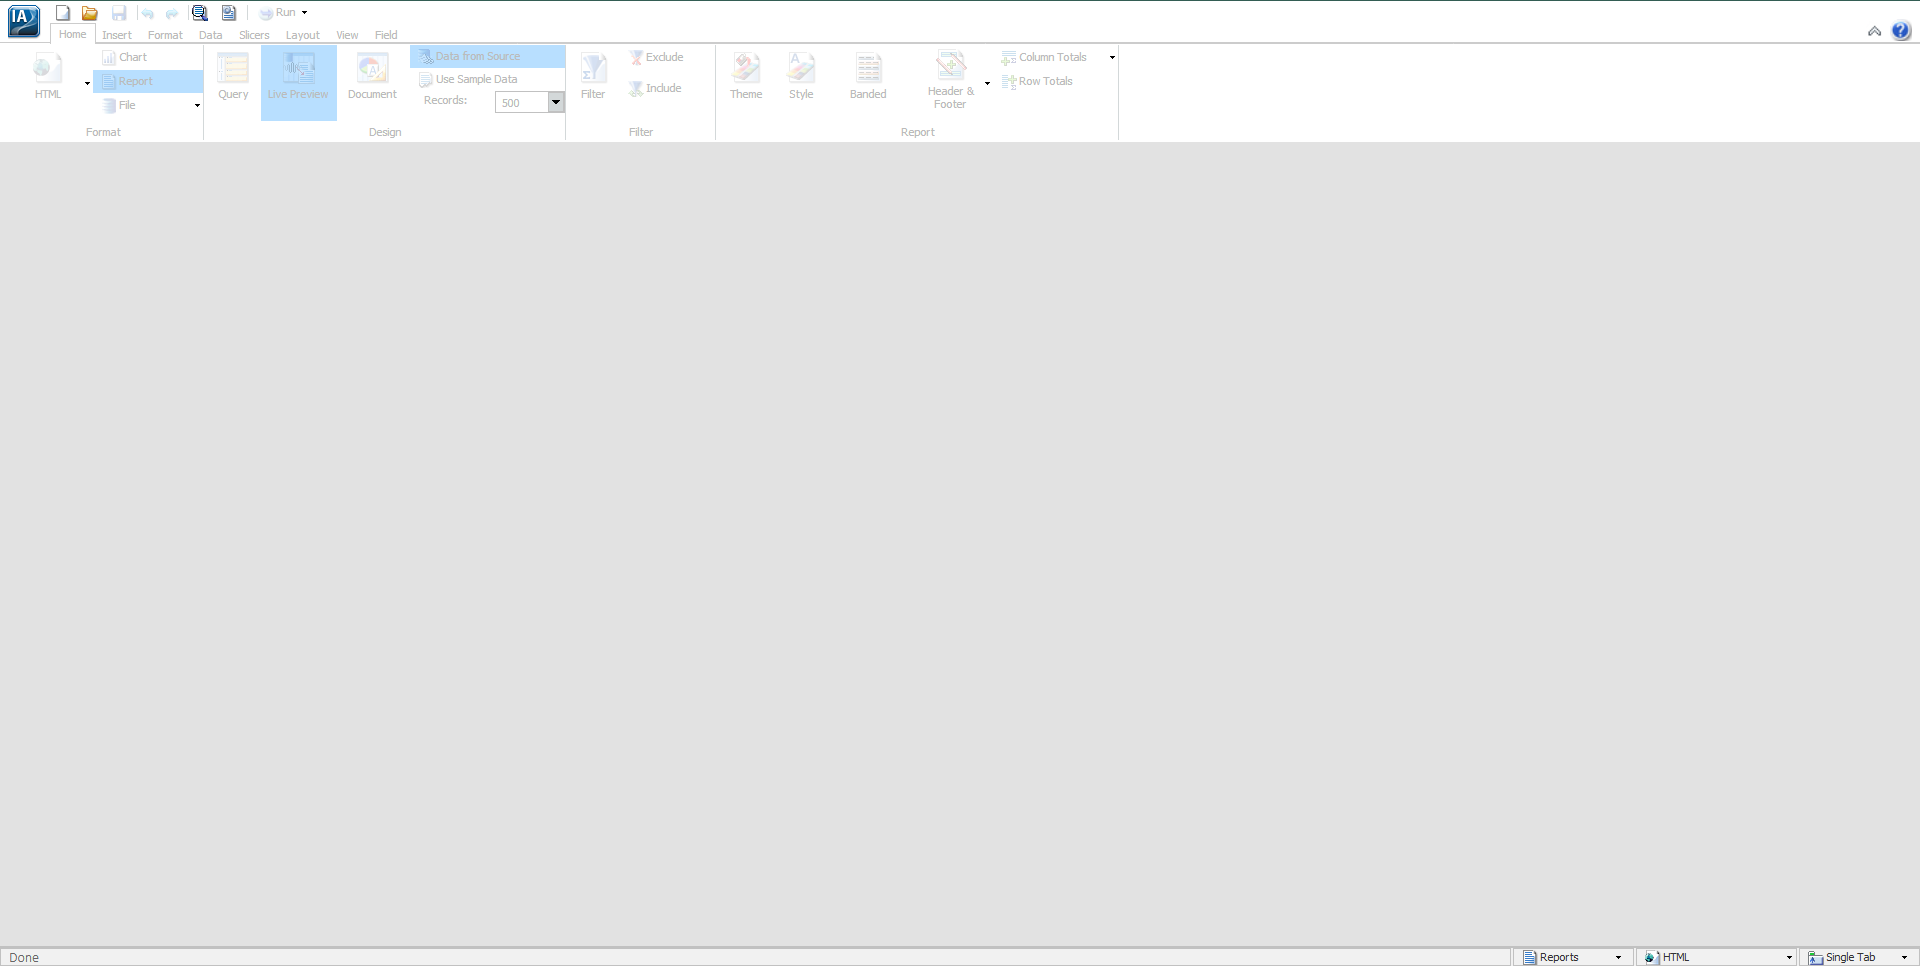 IA
Run
Home Insert Format Data Slicers Layout View Field
HTML
Chart
Report
File
Format
Query
Live Preview
Document
Data from Source
Use Sample Data
Records: 500
Design
Filter
Exclude
Include
Filter
Theme
Style
Banded
Header &
Footer
Column Totals
Row Totals
Report
Done
Reports
HTML
Single Tab